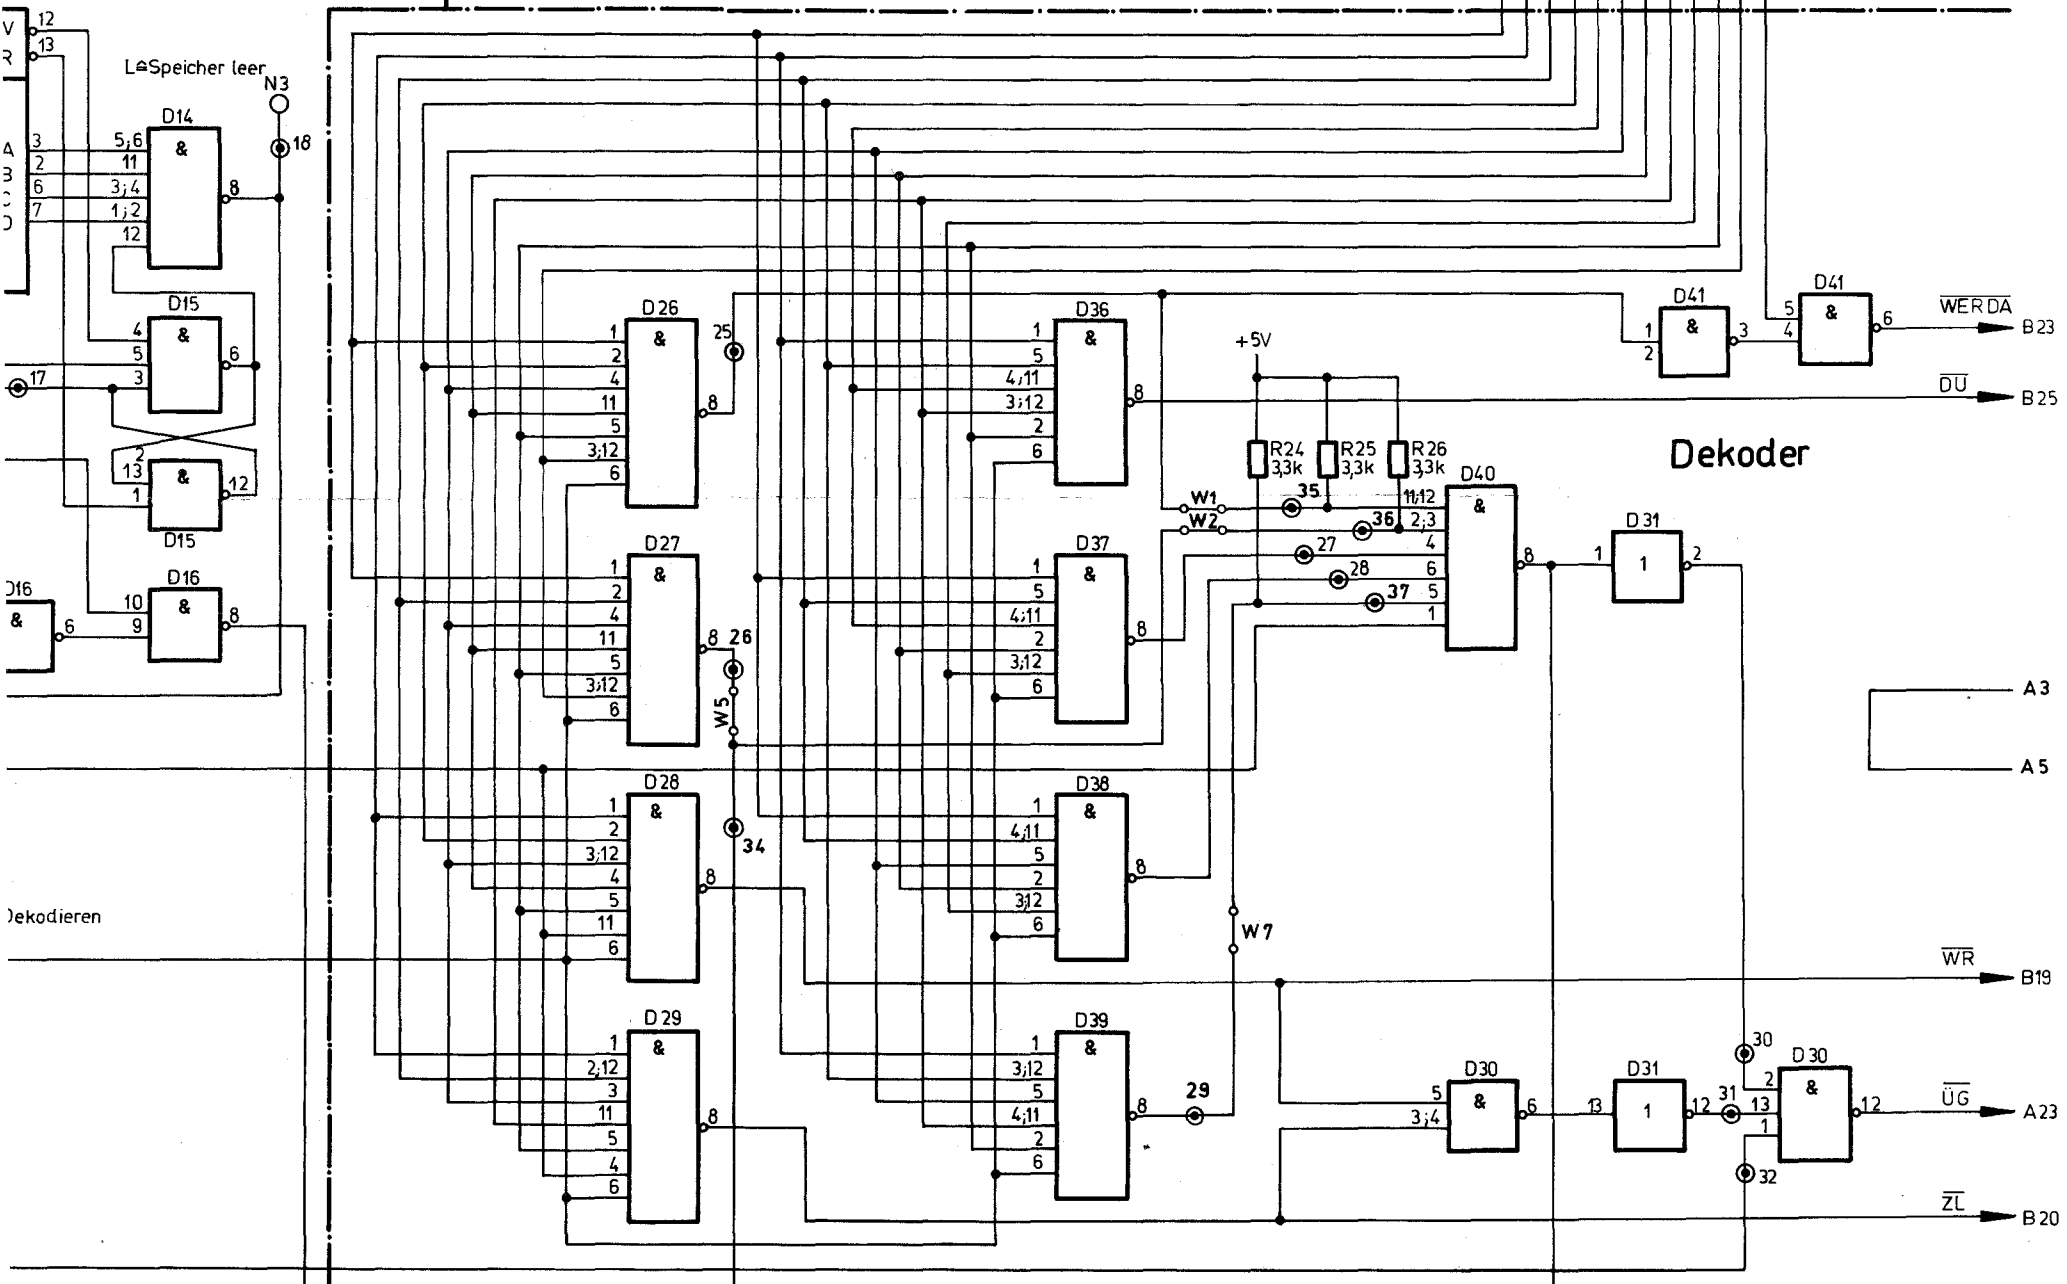 12
V
13
R
L≙Speicher leer
N3
18
D14
&
A 3 5;6
B 2 11
C 6 3;4
D 7 1;2
12
8
D15
&
4
5
3
6
17
2
13
1
&
12
D15
D16
&
6
D16
10
9
&
8
Dekodieren
D26
&
1
2
4
11
5
3;12
6
8
25
D27
&
1
2
4
11
5
3;12
6
8 26
W5
34
D28
&
1
2
3;12
4
5
11
6
8
D29
&
1
2;12
3
11
5
4
6
8
D36
&
1
5
4;11
3;12
2
6
8
D37
&
1
5
4;11
2
3;12
6
8
D38
&
1
4;11
5
2
3;12
6
8
D39
&
1
3;12
5
4;11
2
6
8
29
W7
+5V
R24
3,3k
R25
3,3k
R26
3,3k
W1
W2
35
36
27
28
37
D40
&
11;12
2;3
4
6
5
1
8
D31
1 1 2
D41
&
1
2
3
D41
&
5
4
6
WERDA
B23
DU
B25
Dekoder
A3
A5
WR
B19
D30
&
5
3;4
6
D31
13 1 12
31
30
D30
&
2
13
1
12
32
ÜG
A23
ZL
B20